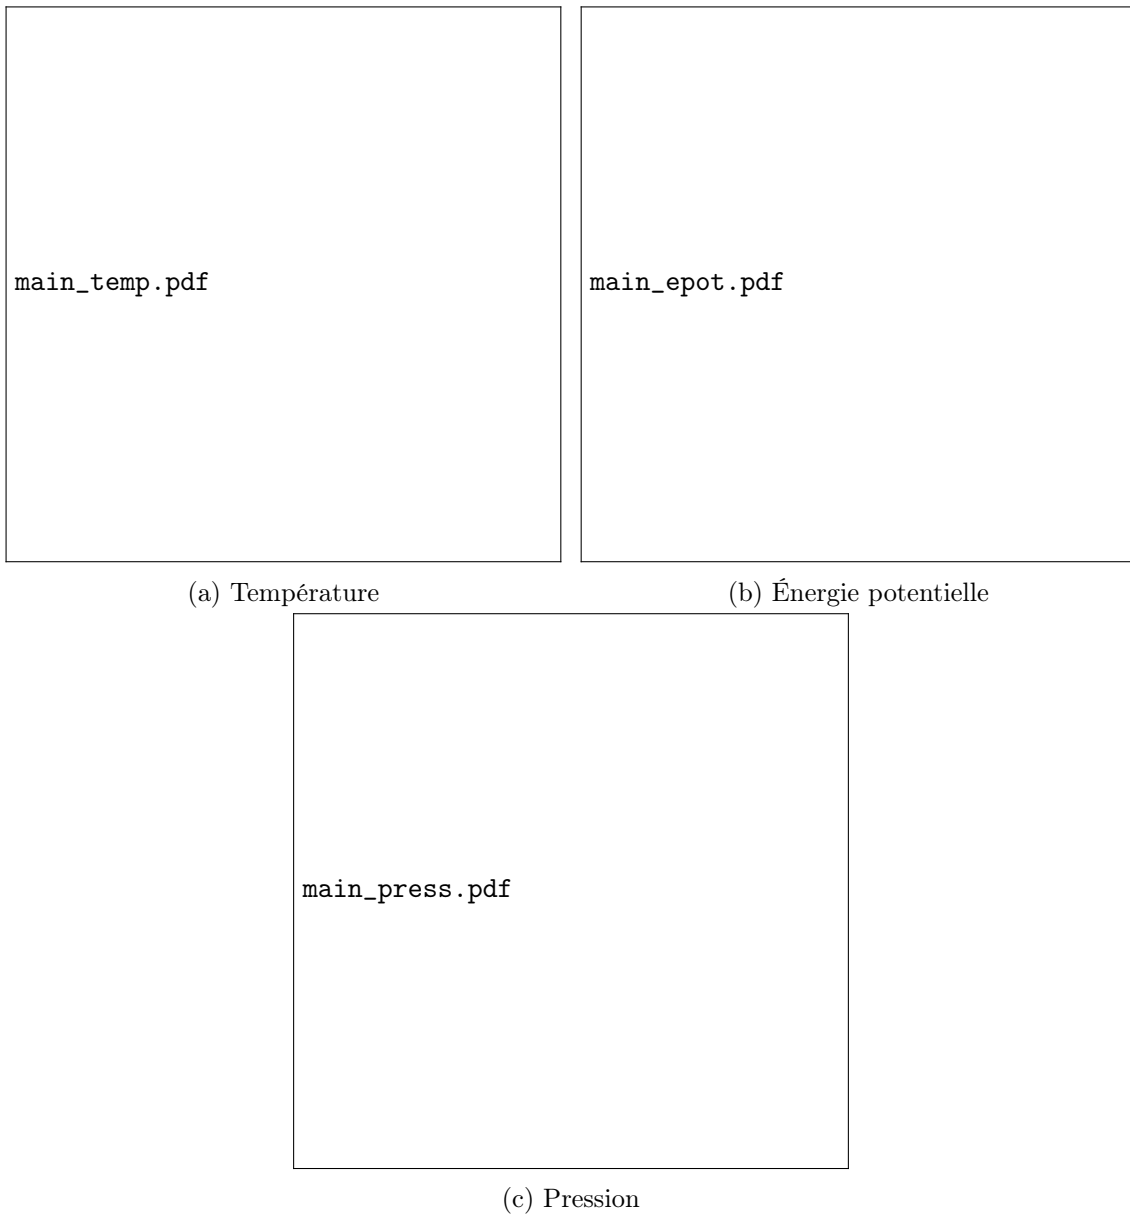 main_temp.pdf
main_epot.pdf
(a) Température
(b) Énergie potentielle
main_press.pdf
(c) Pression